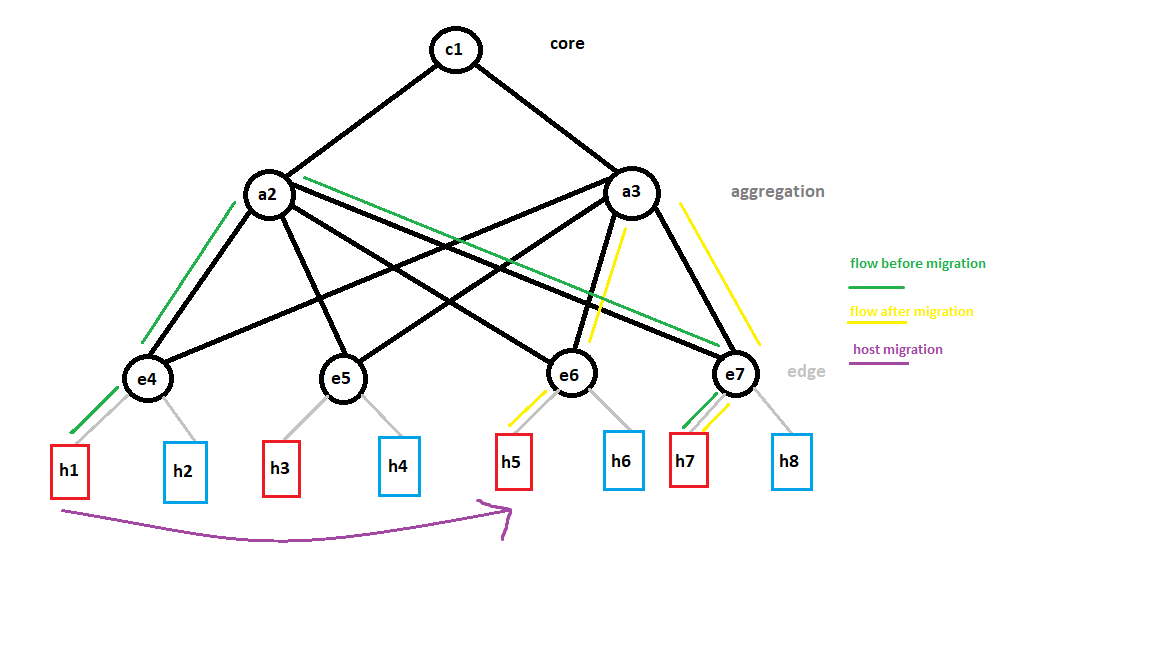 c1
core
a2
a3
aggregation
flow before migration
flow after migration
host migration
e4
e5
e6
e7
edge
h1
h2
h3
h4
h5
h6
h7
h8